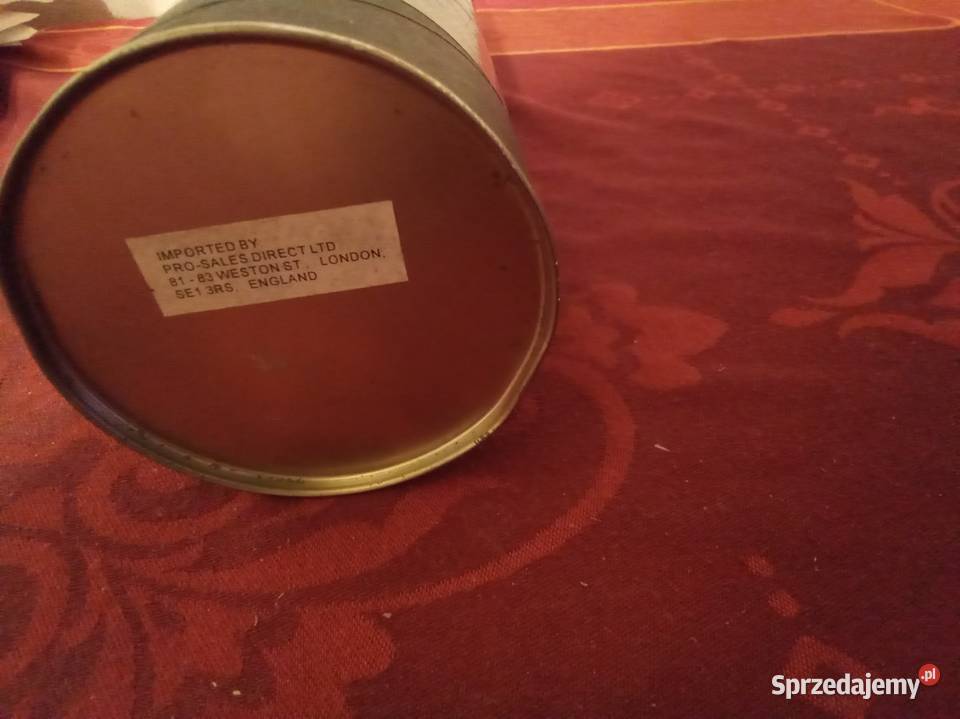 IMPORTED BY
PRO-SALES DIRECT LTD
81 - 83 WESTON ST., LONDON,
SE1 3RS, ENGLAND
Sprzedajemy.pl